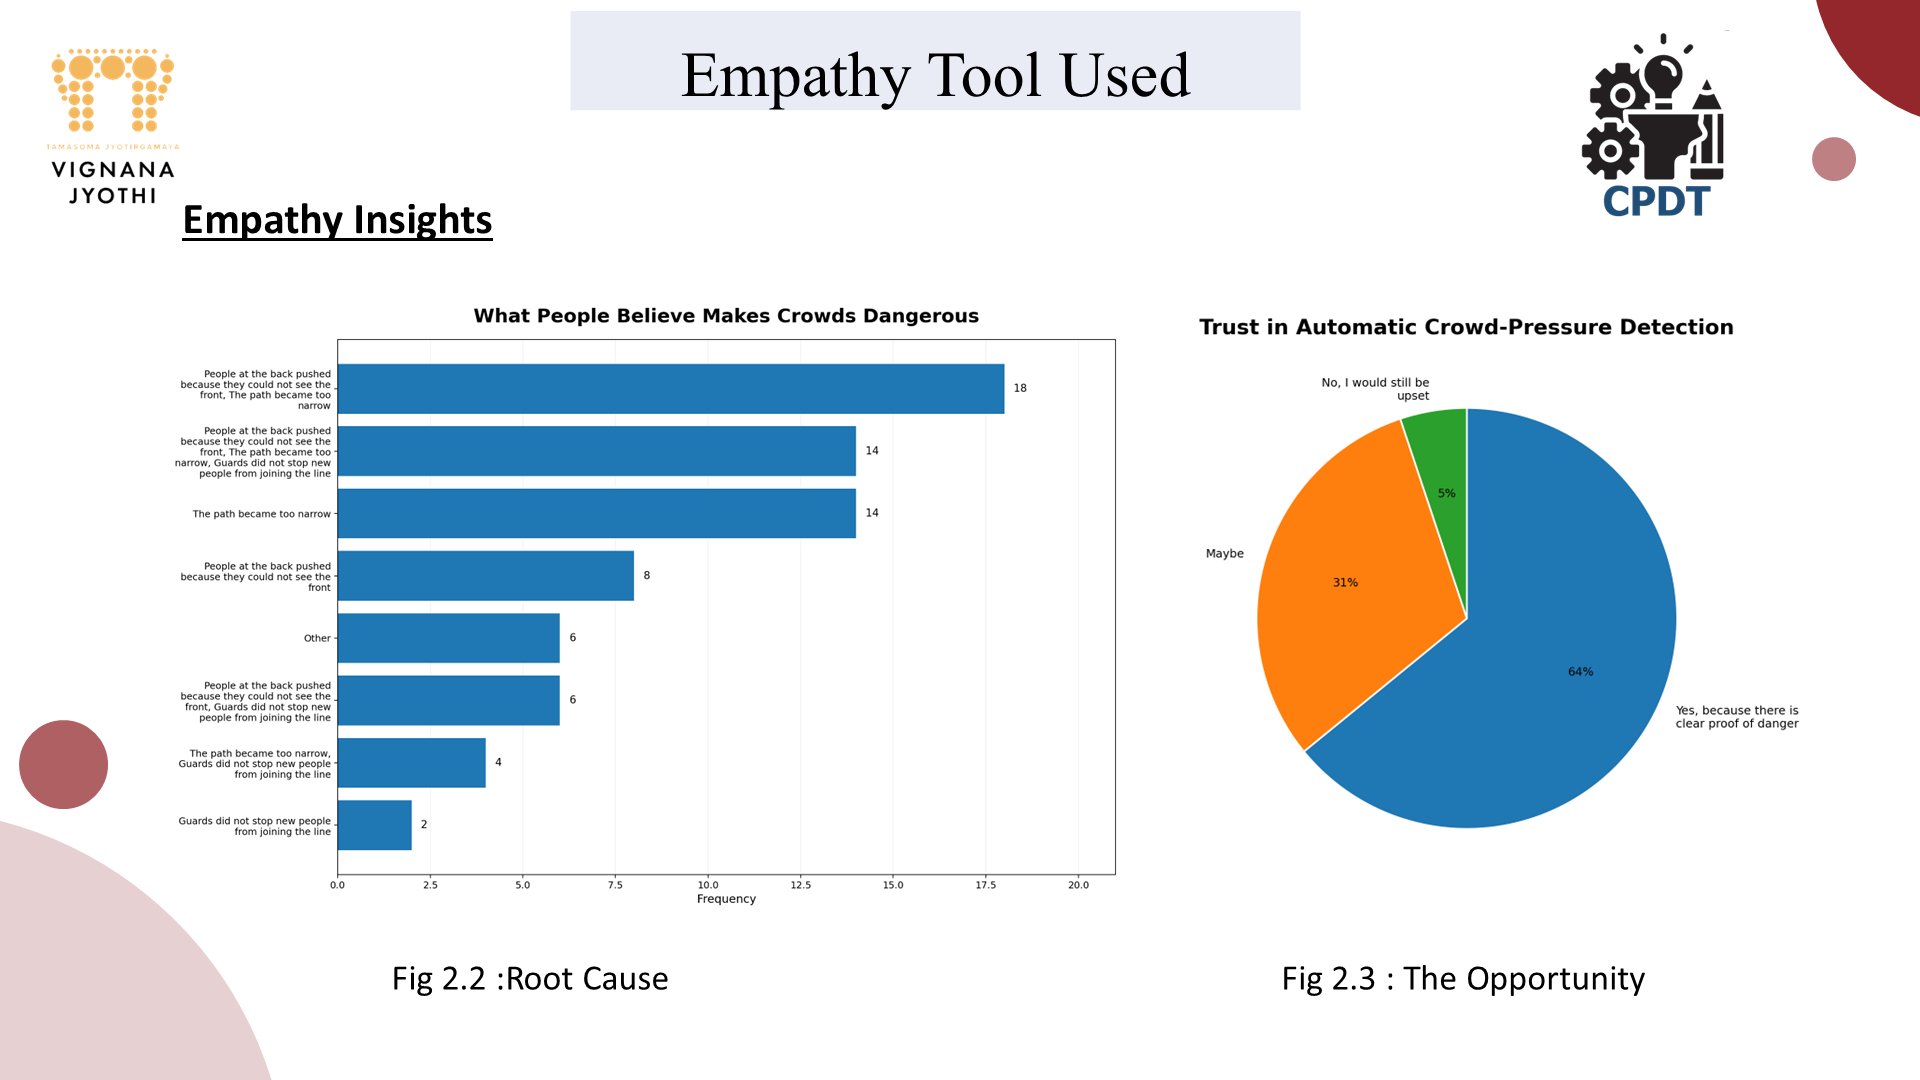 Empathy Tool Used
TAMASOMA JYOTIRGAMAYA
VIGNANA
JYOTHI
CPDT
Empathy Insights
What People Believe Makes Crowds Dangerous
People at the back pushed
because they could not see the
front, The path became too
narrow
18
People at the back pushed
because they could not see the
front, The path became too
narrow, Guards did not stop new
people from joining the line
14
The path became too narrow
14
People at the back pushed
because they could not see the
front
8
Other
6
People at the back pushed
because they could not see the
front, Guards did not stop new
people from joining the line
6
The path became too narrow,
Guards did not stop new people
from joining the line
4
Guards did not stop new people
from joining the line
2
0.0 2.5 5.0 7.5 10.0 12.5 15.0 17.5 20.0
Frequency
Fig 2.2 :Root Cause
Trust in Automatic Crowd-Pressure Detection
No, I would still be
upset
5%
Maybe
31%
64%
Yes, because there is
clear proof of danger
Fig 2.3 : The Opportunity